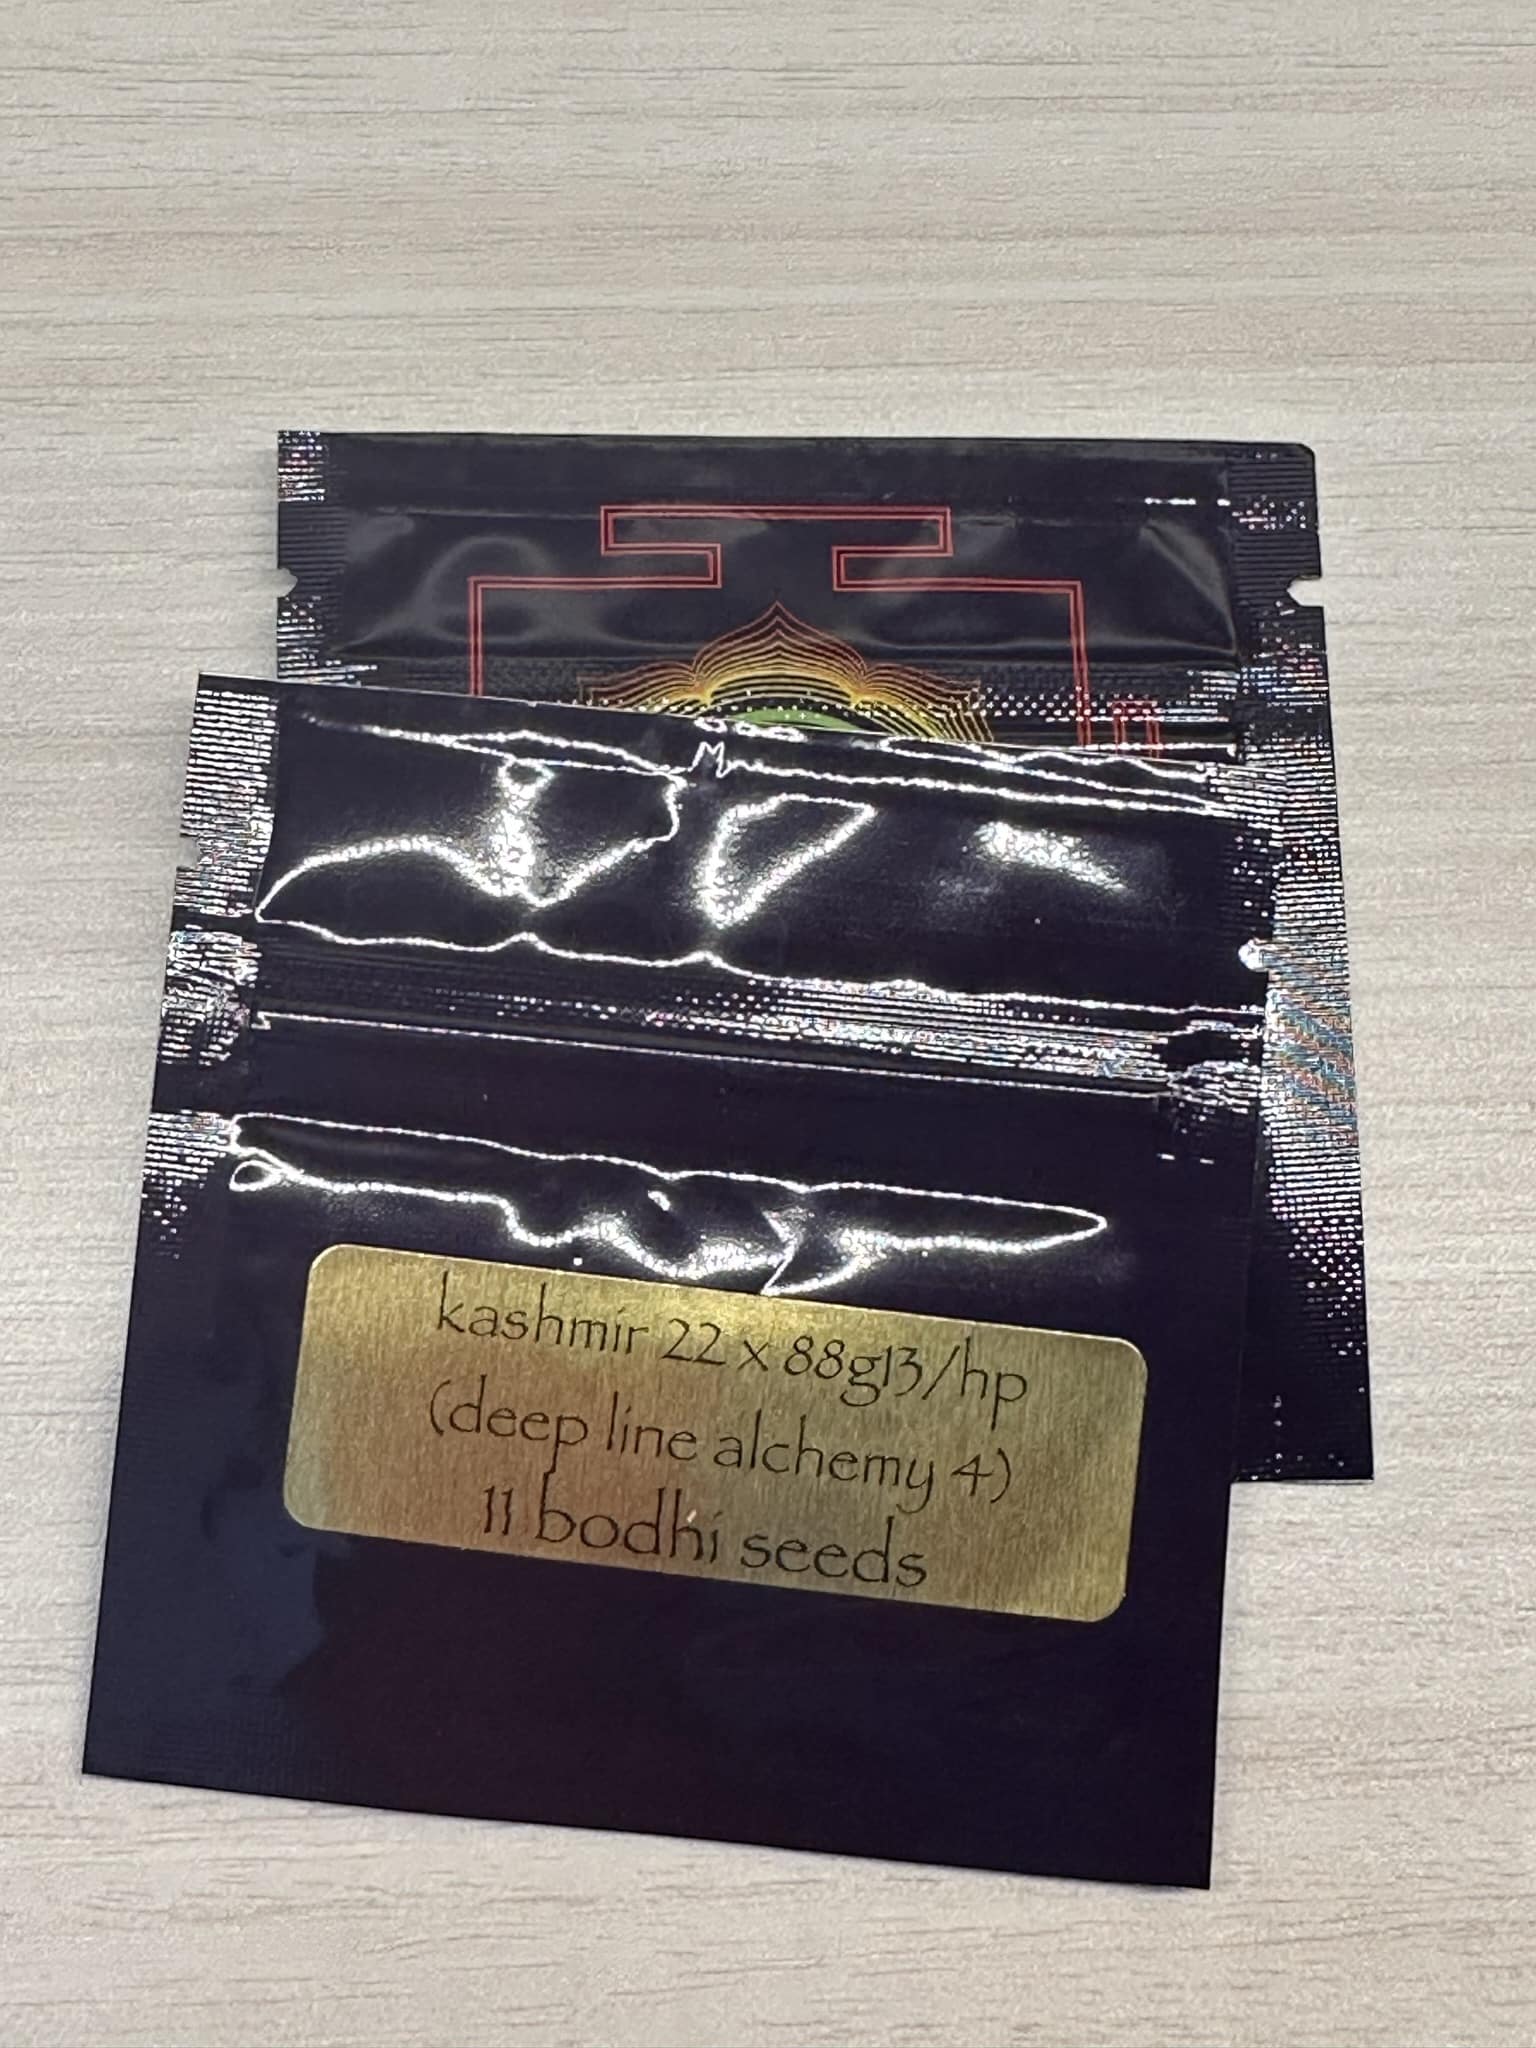 kashmir 22 x 88g13/hp
(deep line alchemy 4)
11 bodhi seeds